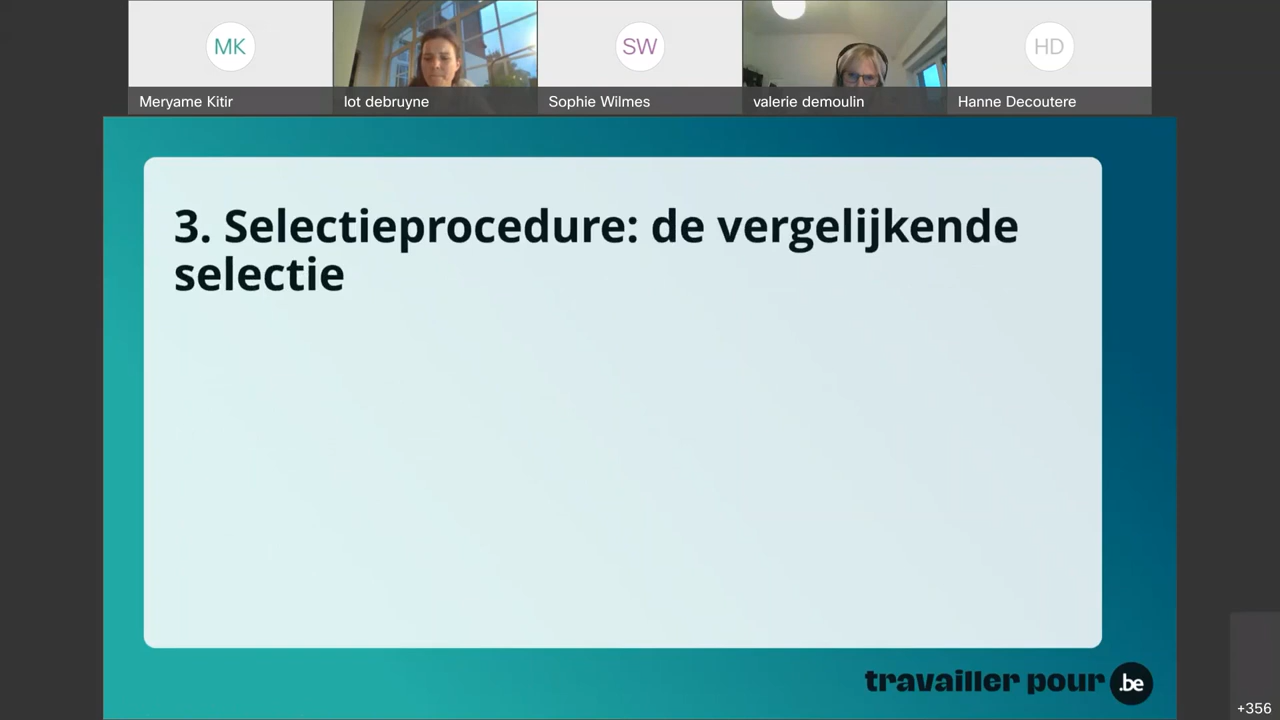 MK
SW
HD
Meryame Kitir
lot debruyne
Sophie Wilmes
valerie demoulin
Hanne Decoutere
3. Selectieprocedure: de vergelijkende
selectie
travailler pour .be
+356